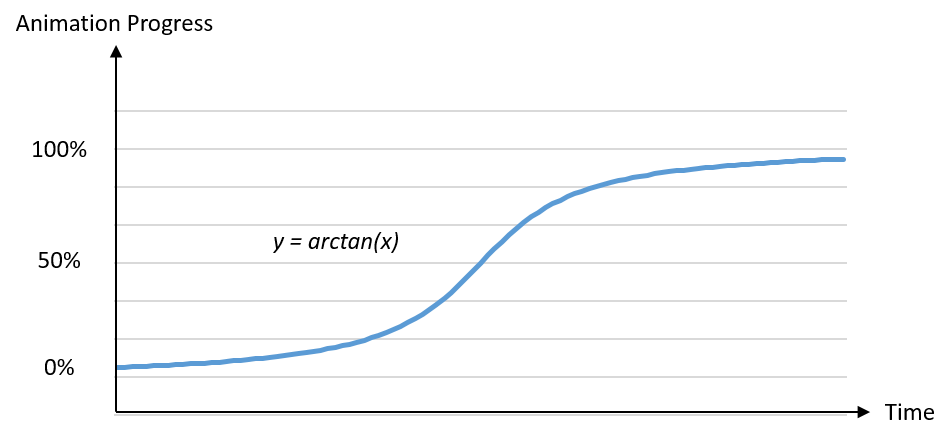 Animation Progress
100%
y = arctan(x)
50%
0%
Time